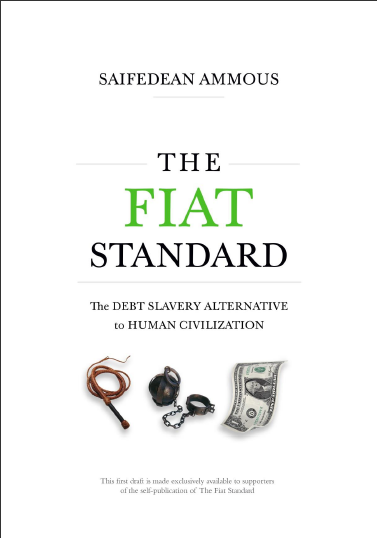 SAIFEDEAN AMMOUS
THE
FIAT
STANDARD
The DEBT SLAVERY ALTERNATIVE
to HUMAN CIVILIZATION
This first draft is made exclusively available to supporters
of the self-publication of The Fiat Standard